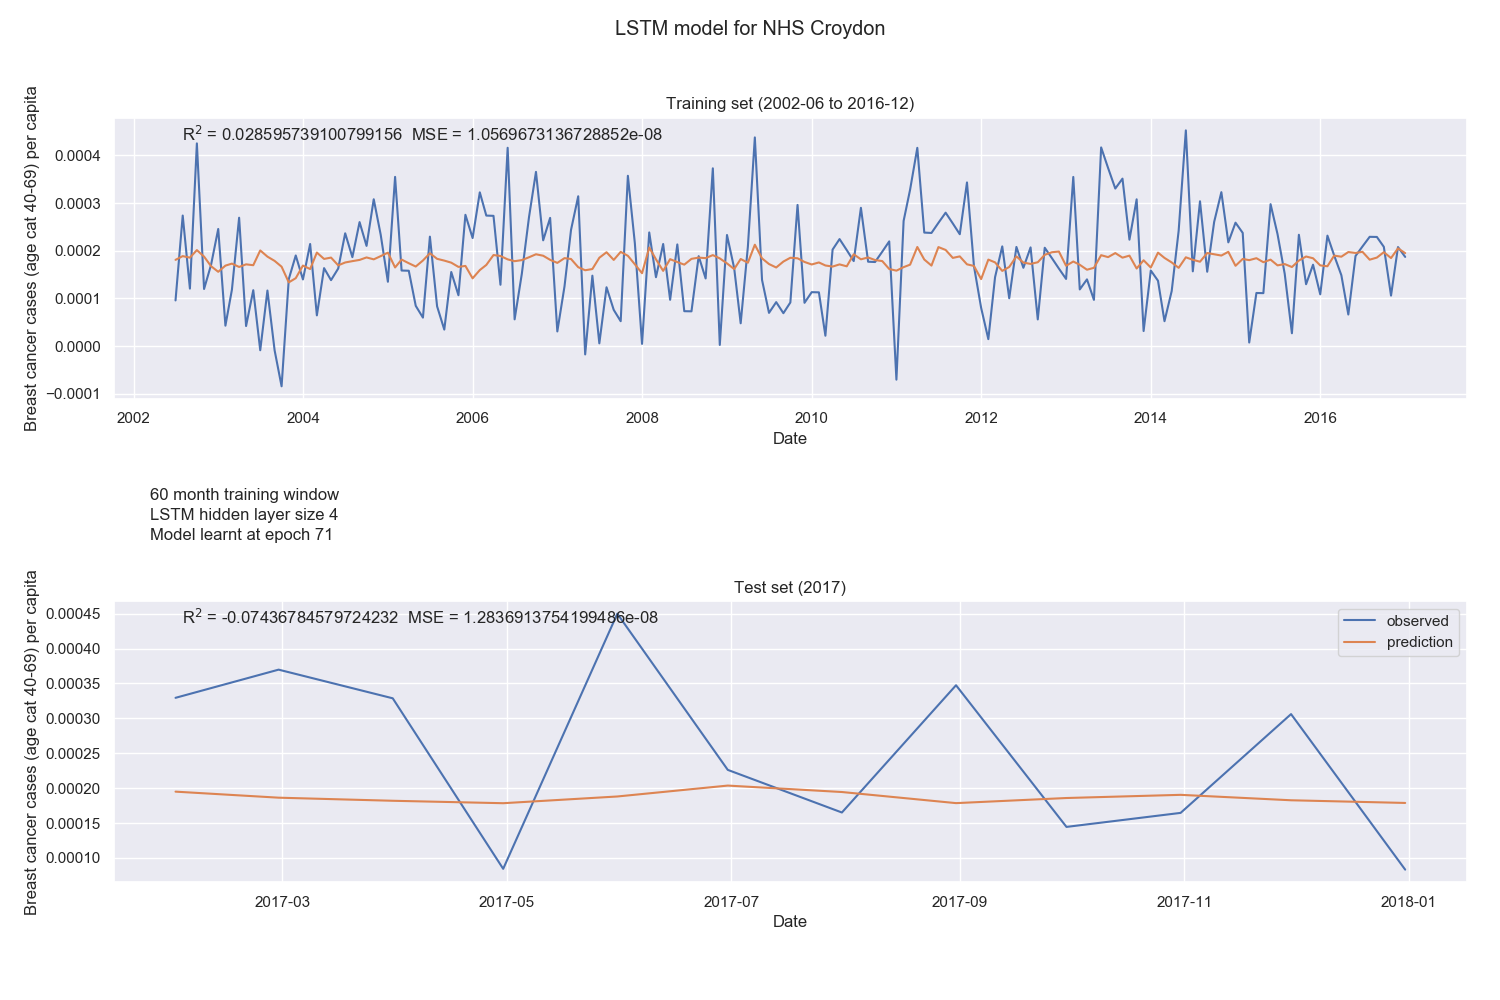 LSTM model for NHS Croydon
Training set (2002-06 to 2016-12)
R² = 0.028595739100799156 MSE = 1.0569673136728852e-08
Breast cancer cases (age cat 40-69) per capita
0.0004
0.0003
0.0002
0.0001
0.0000
−0.0001
2002 2004 2006 2008 2010 2012 2014 2016
Date
60 month training window
LSTM hidden layer size 4
Model learnt at epoch 71
Test set (2017)
R² = -0.07436784579724232 MSE = 1.2836913754199486e-08
observed
prediction
Breast cancer cases (age cat 40-69) per capita
0.00045
0.00040
0.00035
0.00030
0.00025
0.00020
0.00015
0.00010
2017-03 2017-05 2017-07 2017-09 2017-11 2018-01
Date